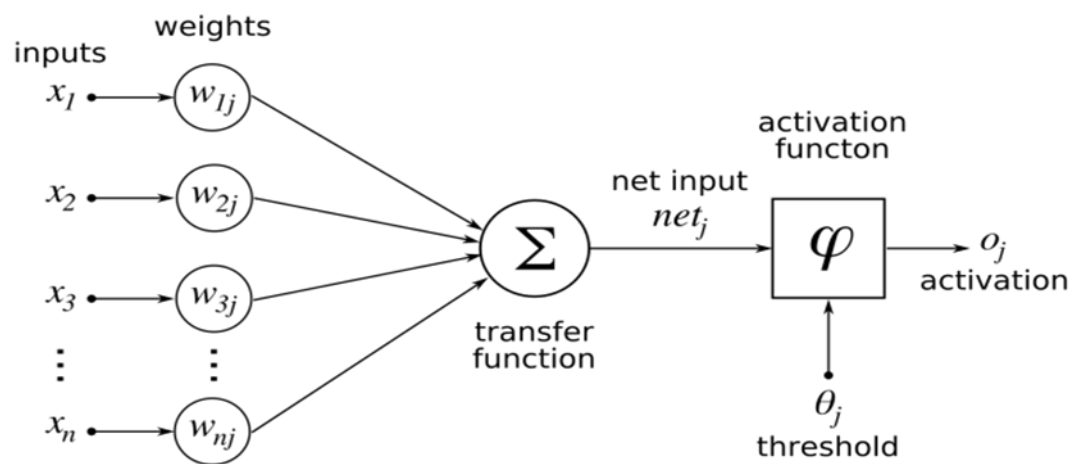 inputs
weights
x1
w1j
x2
w2j
x3
w3j
⋮
⋮
xn
wnj
Σ
transfer
function
net input
netj
activation
functon
φ
oj
activation
θj
threshold